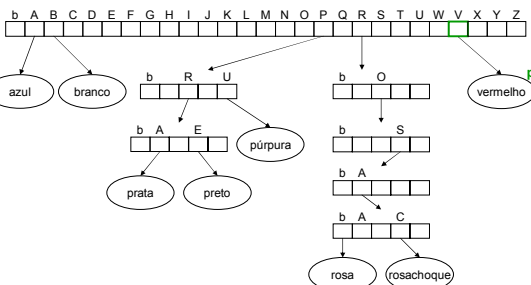 b A B C D E F G H I J K L M N O P Q R S T U W V X Y Z
azul branco b R U b O vermelho p
b A E púrpura b S
prata preto b A
b A C
rosa rosachoque